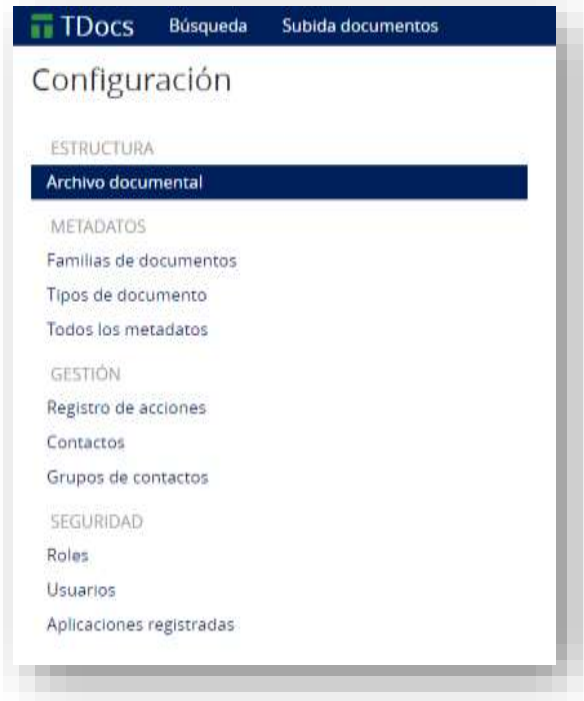 TDocs Búsqueda Subida documentos
Configuración
ESTRUCTURA
Archivo documental
METADATOS
Familias de documentos
Tipos de documento
Todos los metadatos
GESTIÓN
Registro de acciones
Contactos
Grupos de contactos
SEGURIDAD
Roles
Usuarios
Aplicaciones registradas